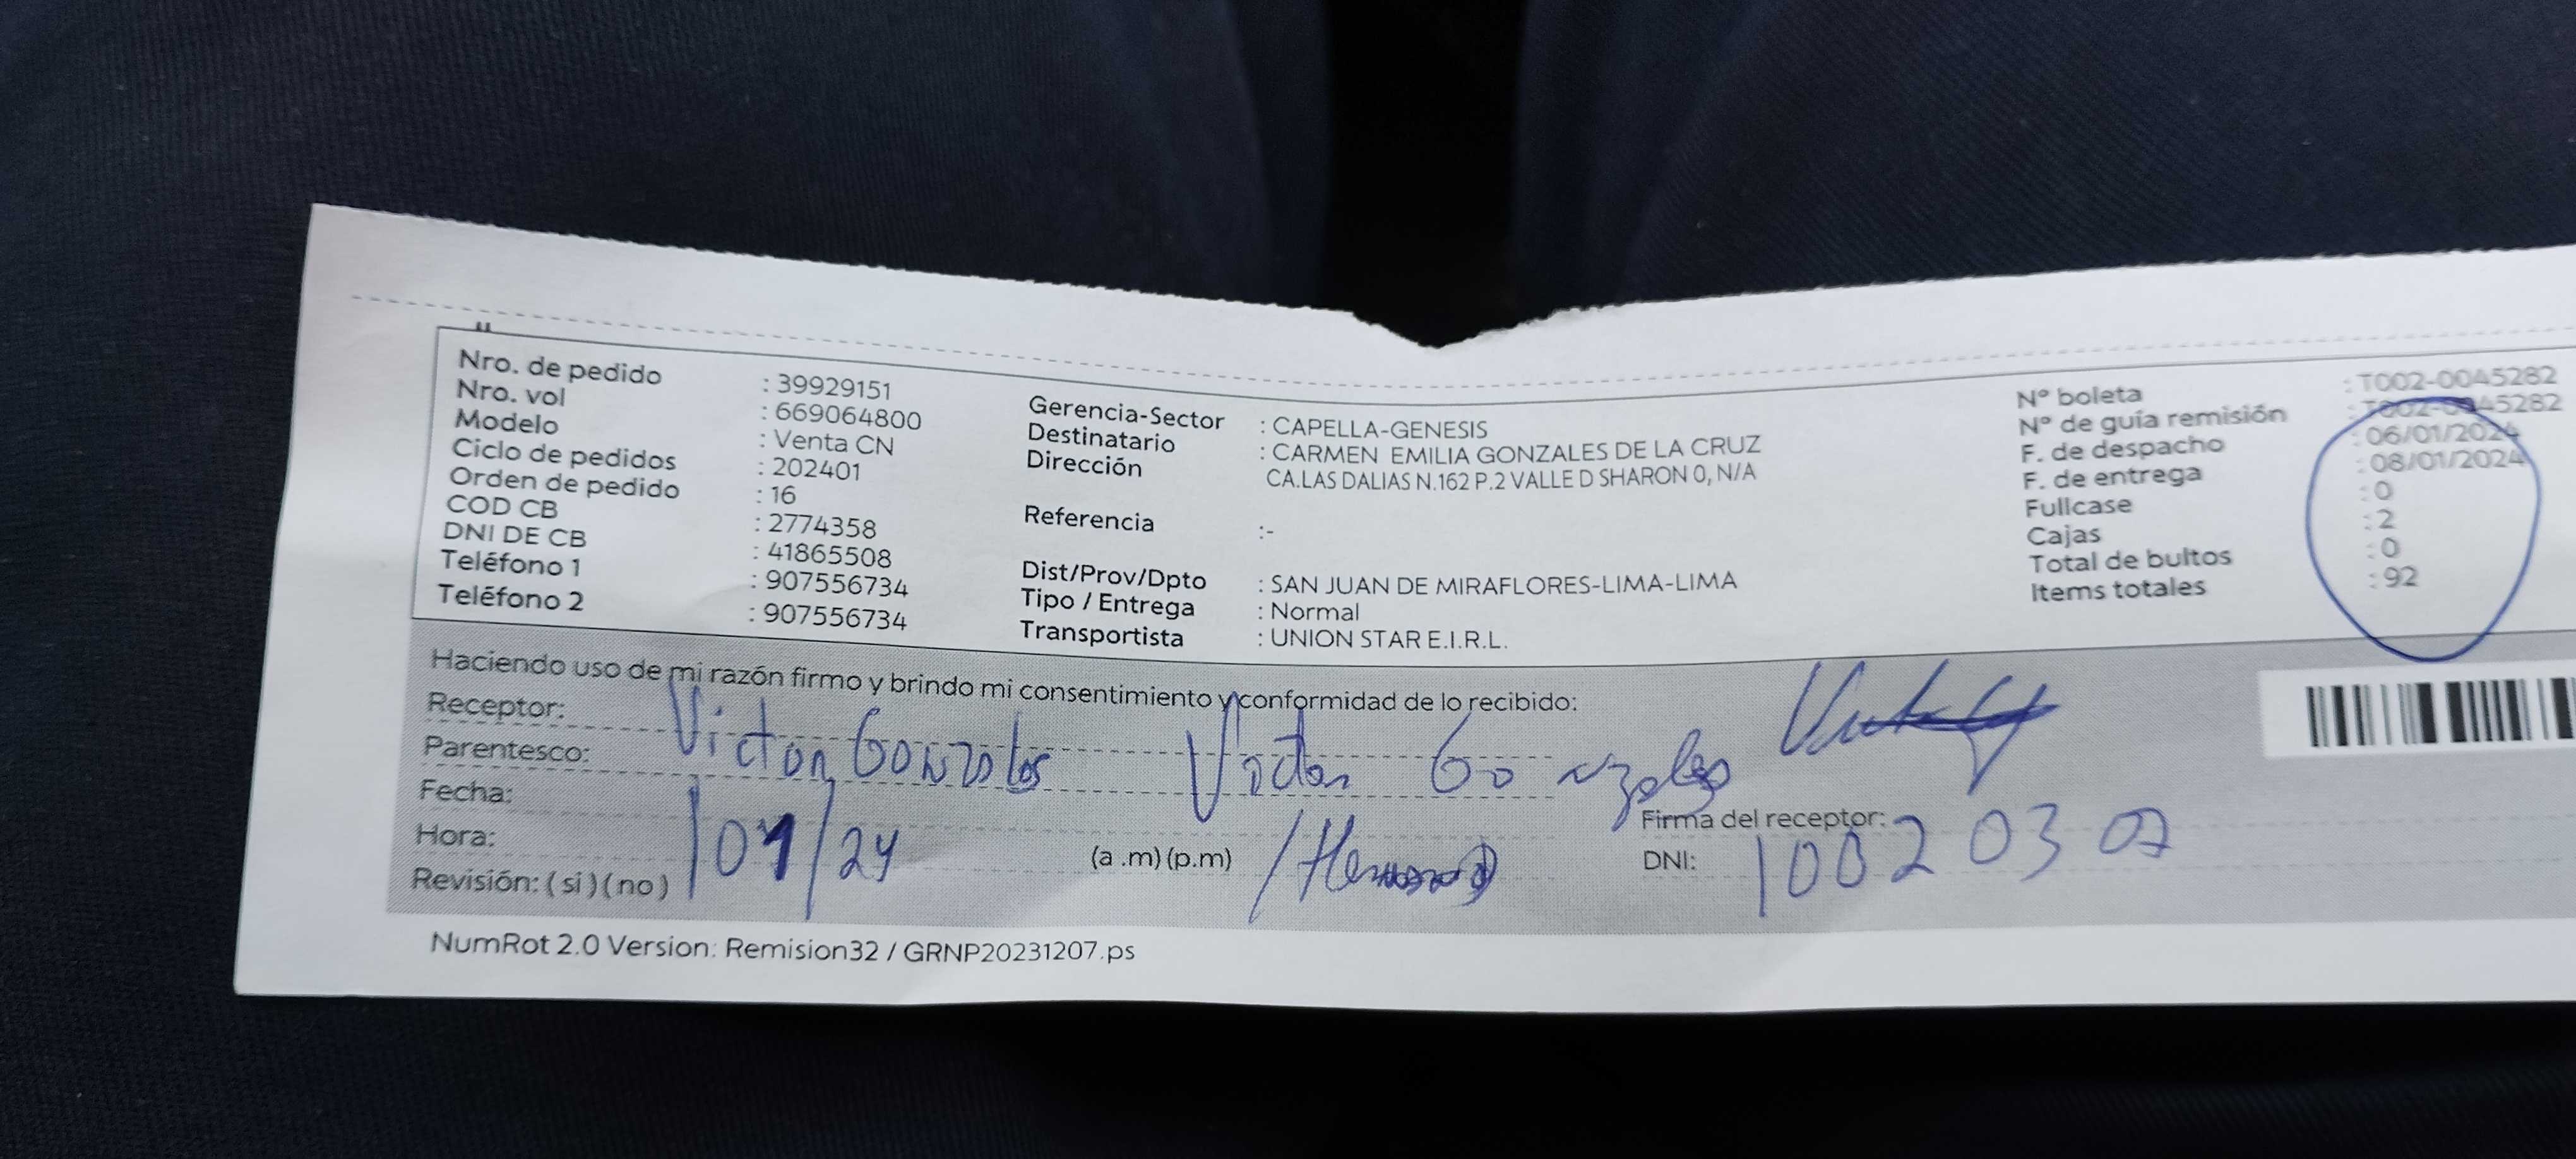 Nro. de pedido : 39929151
Nro. vol : 669064800
Modelo : Venta CN
Ciclo de pedidos : 202401
Orden de pedido : 16
COD CB : 2774358
DNI DE CB : 41865508
Teléfono 1 : 907556734
Teléfono 2 : 907556734
Gerencia-Sector : CAPELLA-GENESIS
Destinatario : CARMEN EMILIA GONZALES DE LA CRUZ
Dirección CA.LAS DALIAS N.162 P.2 VALLE D SHARON 0, N/A
Referencia :-
Dist/Prov/Dpto : SAN JUAN DE MIRAFLORES-LIMA-LIMA
Tipo / Entrega : Normal
Transportista : UNION STAR E.I.R.L.
Nº boleta : T002-00A5282
Nº de guía remisión : T002-00A5282
F. de despacho : 06/01/2024
F. de entrega : 08/01/2024
Fullcase : 0
Cajas : 2
Total de bultos : 0
Items totales : 92
Haciendo uso de mi razón firmo y brindo mi consentimiento y conformidad de lo recibido:
Receptor: Victor Gonzales Victor Gonzales
Parentesco:
Fecha: /01/24
Hora: (a .m) (p.m)
Revisión: ( si ) ( no )
Firma del receptor:
DNI: 10020307
NumRot 2.0 Version: Remision32 / GRNP20231207.ps